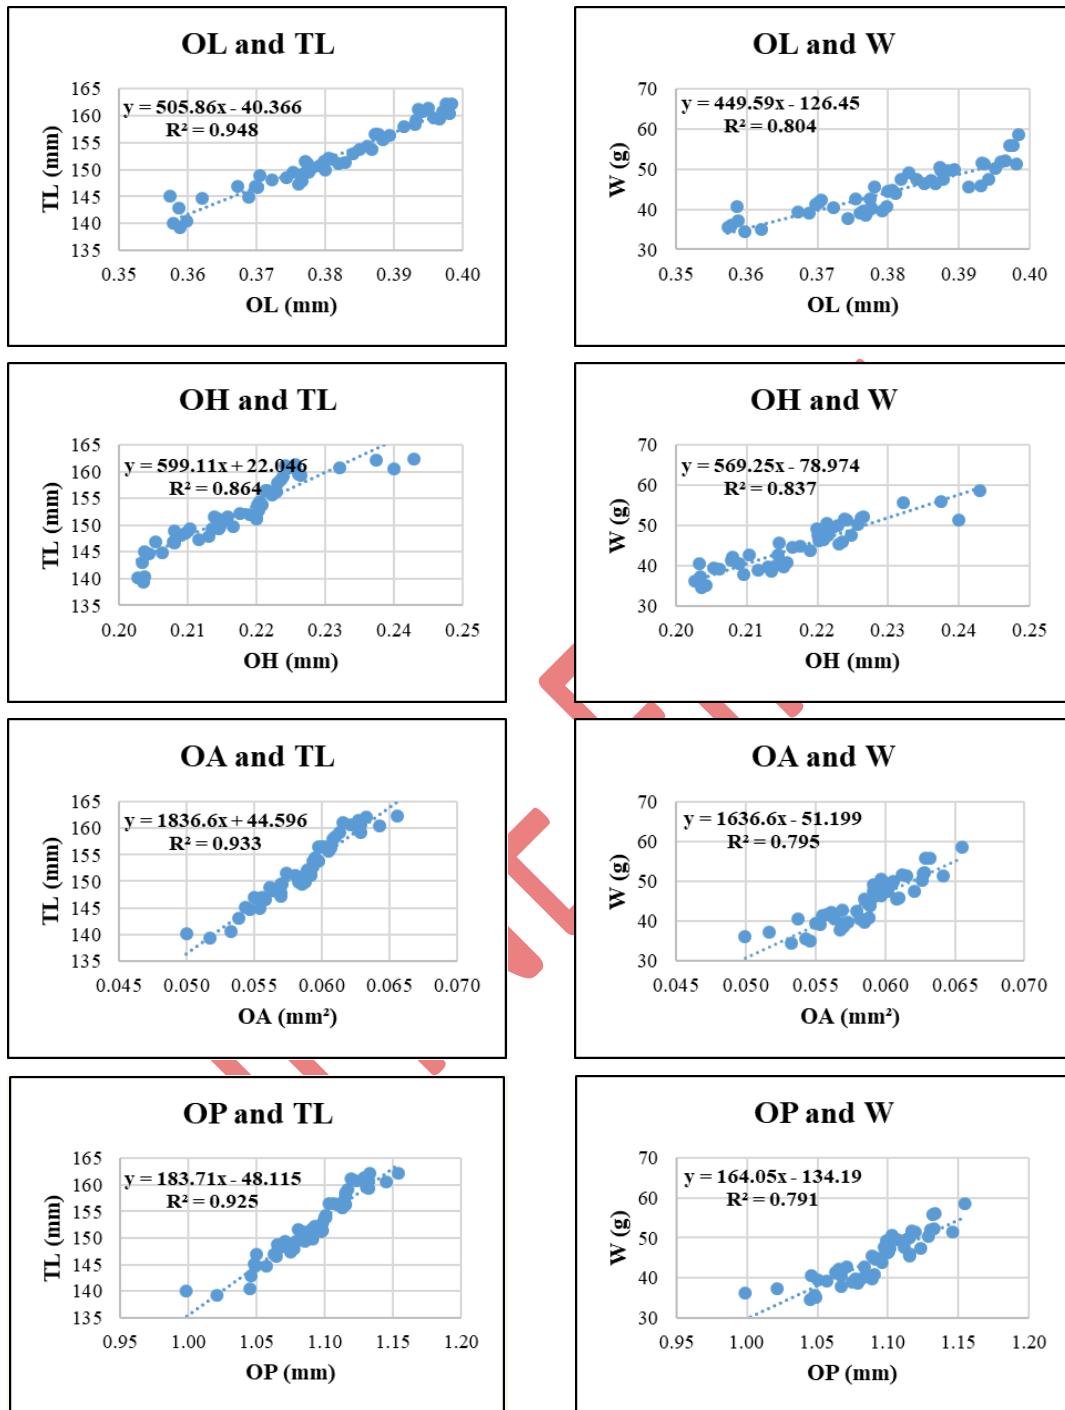 OL and TL
y = 505.86x - 40.366
R² = 0.948
165
160
155
150
145
140
135
TL (mm)
0.35 0.36 0.37 0.38 0.39 0.40
OL (mm)
OL and W
y = 449.59x - 126.45
R² = 0.804
70
60
50
40
30
W (g)
0.35 0.36 0.37 0.38 0.39 0.40
OL (mm)
OH and TL
y = 599.11x + 22.046
R² = 0.864
165
160
155
150
145
140
135
TL (mm)
0.20 0.21 0.22 0.23 0.24 0.25
OH (mm)
OH and W
y = 569.25x - 78.974
R² = 0.837
70
60
50
40
30
W (g)
0.20 0.21 0.22 0.23 0.24 0.25
OH (mm)
OA and TL
y = 1836.6x + 44.596
R² = 0.933
165
160
155
150
145
140
135
TL (mm)
0.045 0.050 0.055 0.060 0.065 0.070
OA (mm²)
OA and W
y = 1636.6x - 51.199
R² = 0.795
70
60
50
40
30
W (g)
0.045 0.050 0.055 0.060 0.065 0.070
OA (mm²)
OP and TL
y = 183.71x - 48.115
R² = 0.925
165
160
155
150
145
140
135
TL (mm)
0.95 1.00 1.05 1.10 1.15 1.20
OP (mm)
OP and W
y = 164.05x - 134.19
R² = 0.791
70
60
50
40
30
W (g)
0.95 1.00 1.05 1.10 1.15 1.20
OP (mm)